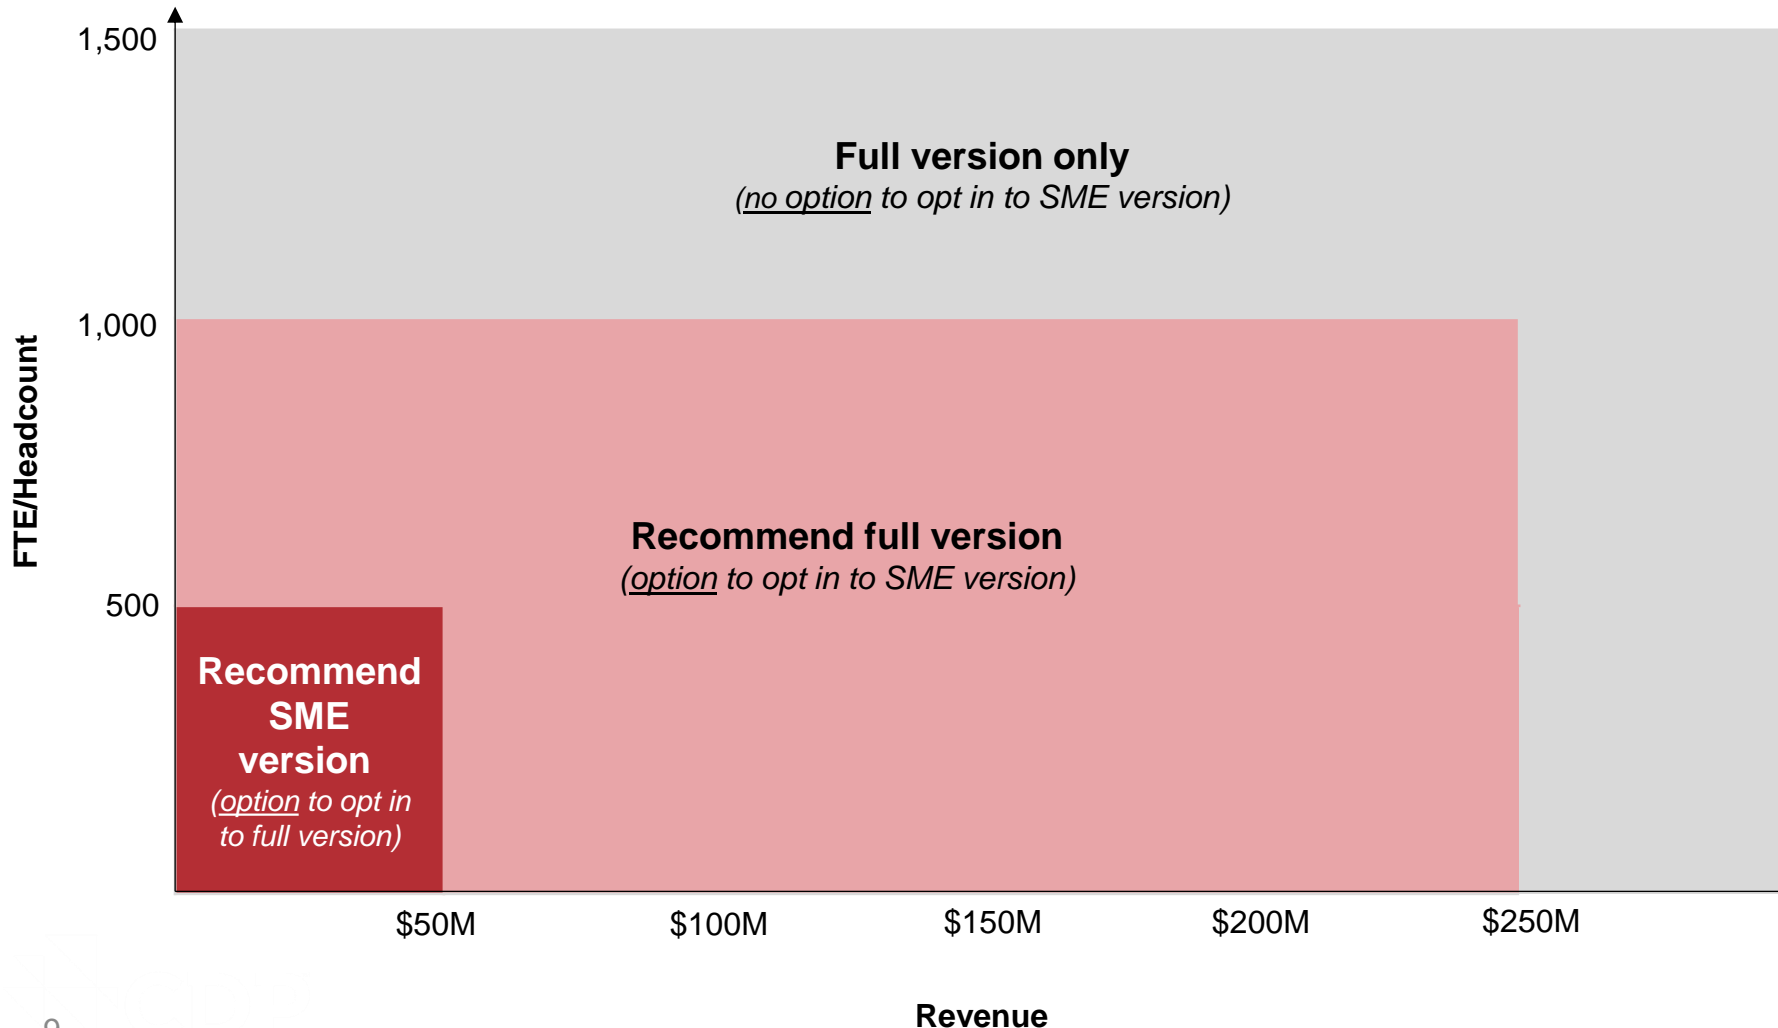 1,500
Full version only
(no option to opt in to SME version)
1,000
FTE/Headcount
Recommend full version
(option to opt in to SME version)
500
Recommend
SME
version
(option to opt in
to full version)
$50M
$100M
$150M
$200M
$250M
Revenue